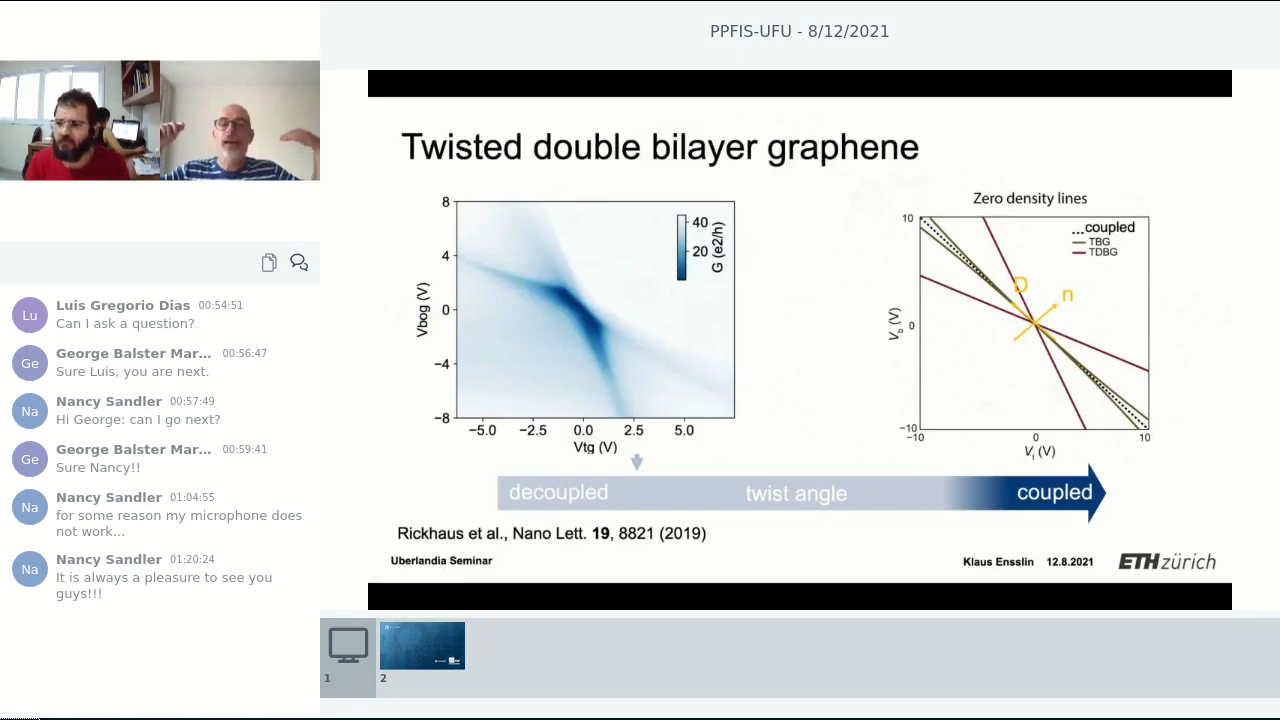 PPFIS-UFU - 8/12/2021
Lu
Luis Gregorio Dias 00:54:51
Can I ask a question?
Ge
George Balster Mar... 00:56:47
Sure Luis, you are next.
Na
Nancy Sandler 00:57:49
Hi George: can I go next?
Ge
George Balster Mar... 00:59:41
Sure Nancy!!
Na
Nancy Sandler 01:04:55
for some reason my microphone does
not work...
Na
Nancy Sandler 01:20:24
It is always a pleasure to see you
guys!!!
Twisted double bilayer graphene
8
4
0
−4
−8
Vbog (V)
−5.0 −2.5 0.0 2.5 5.0
Vtg (V)
40
20
G (e2/h)
Zero density lines
10
0
−10
Vb (V)
−10 0 10
Vt (V)
coupled
TBG
TDBG
D
n
decoupled twist angle coupled
Rickhaus et al., Nano Lett. 19, 8821 (2019)
Uberlandia Seminar Klaus Ensslin 12.8.2021 ETH zürich
1
2